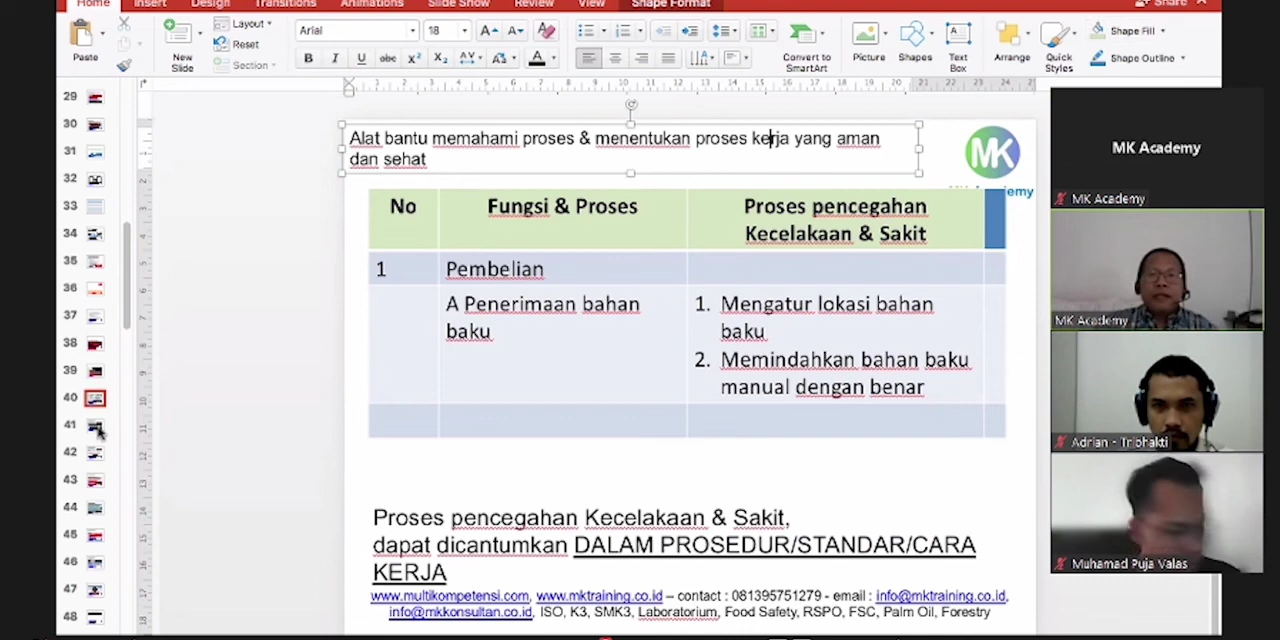 Home Insert Design Transitions Animations Slide Show Review View Shape Format Share
Layout
Arial 18
Reset
Shape Fill
Paste New Slide Section B I U abc X² X₂ A Convert to SmartArt Picture Shapes Text Box Arrange Quick Styles Shape Outline
29
30
31
32
33
34
35
36
37
38
39
40
41
42
43
44
45
46
47
48
Alat bantu memahami proses & menentukan proses kerja yang aman
dan sehat
MK
No Fungsi & Proses Proses pencegahan
Kecelakaan & Sakit
1 Pembelian
A Penerimaan bahan
baku
1. Mengatur lokasi bahan
baku
2. Memindahkan bahan baku
manual dengan benar
Proses pencegahan Kecelakaan & Sakit,
dapat dicantumkan DALAM PROSEDUR/STANDAR/CARA
KERJA
www.multikompetensi.com, www.mktraining.co.id – contact : 081395751279 - email : info@mktraining.co.id,
info@mkkonsultan.co.id, ISO, K3, SMK3, Laboratorium, Food Safety, RSPO, FSC, Palm Oil, Forestry
MK Academy
MK Academy
MK Academy
Adrian - Tribhakti
Muhamad Puja Valas